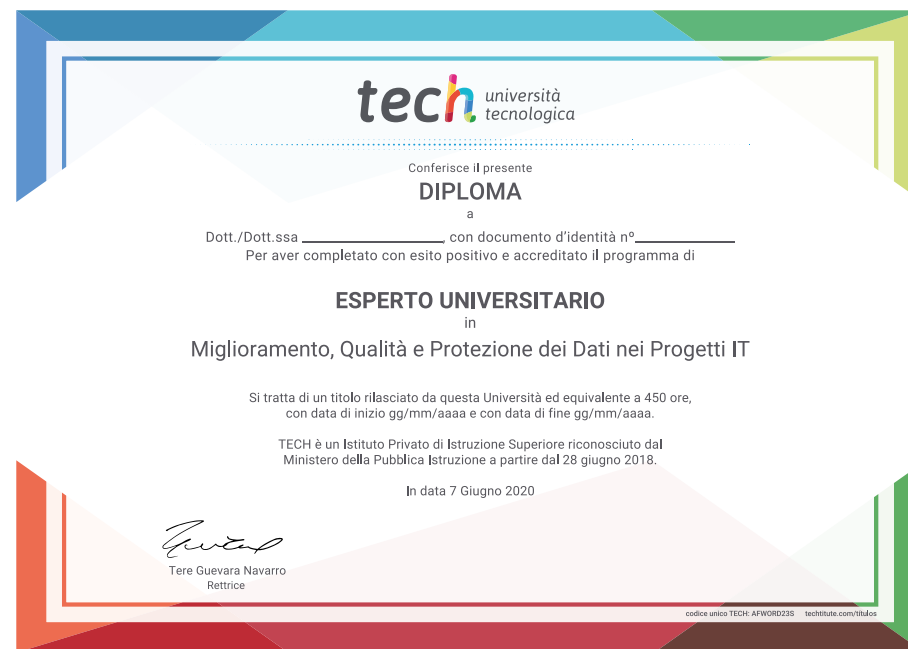 tech università
tecnologica
Conferisce il presente
DIPLOMA
a
Dott./Dott.ssa ____________________, con documento d'identità nº______________
Per aver completato con esito positivo e accreditato il programma di
ESPERTO UNIVERSITARIO
in
Miglioramento, Qualità e Protezione dei Dati nei Progetti IT
Si tratta di un titolo rilasciato da questa Università ed equivalente a 450 ore,
con data di inizio gg/mm/aaaa e con data di fine gg/mm/aaaa.
TECH è un Istituto Privato di Istruzione Superiore riconosciuto dal
Ministero della Pubblica Istruzione a partire dal 28 giugno 2018.
In data 7 Giugno 2020
Tere Guevara Navarro
Rettrice
codice unico TECH: AFWORD23S techtitute.com/titulos